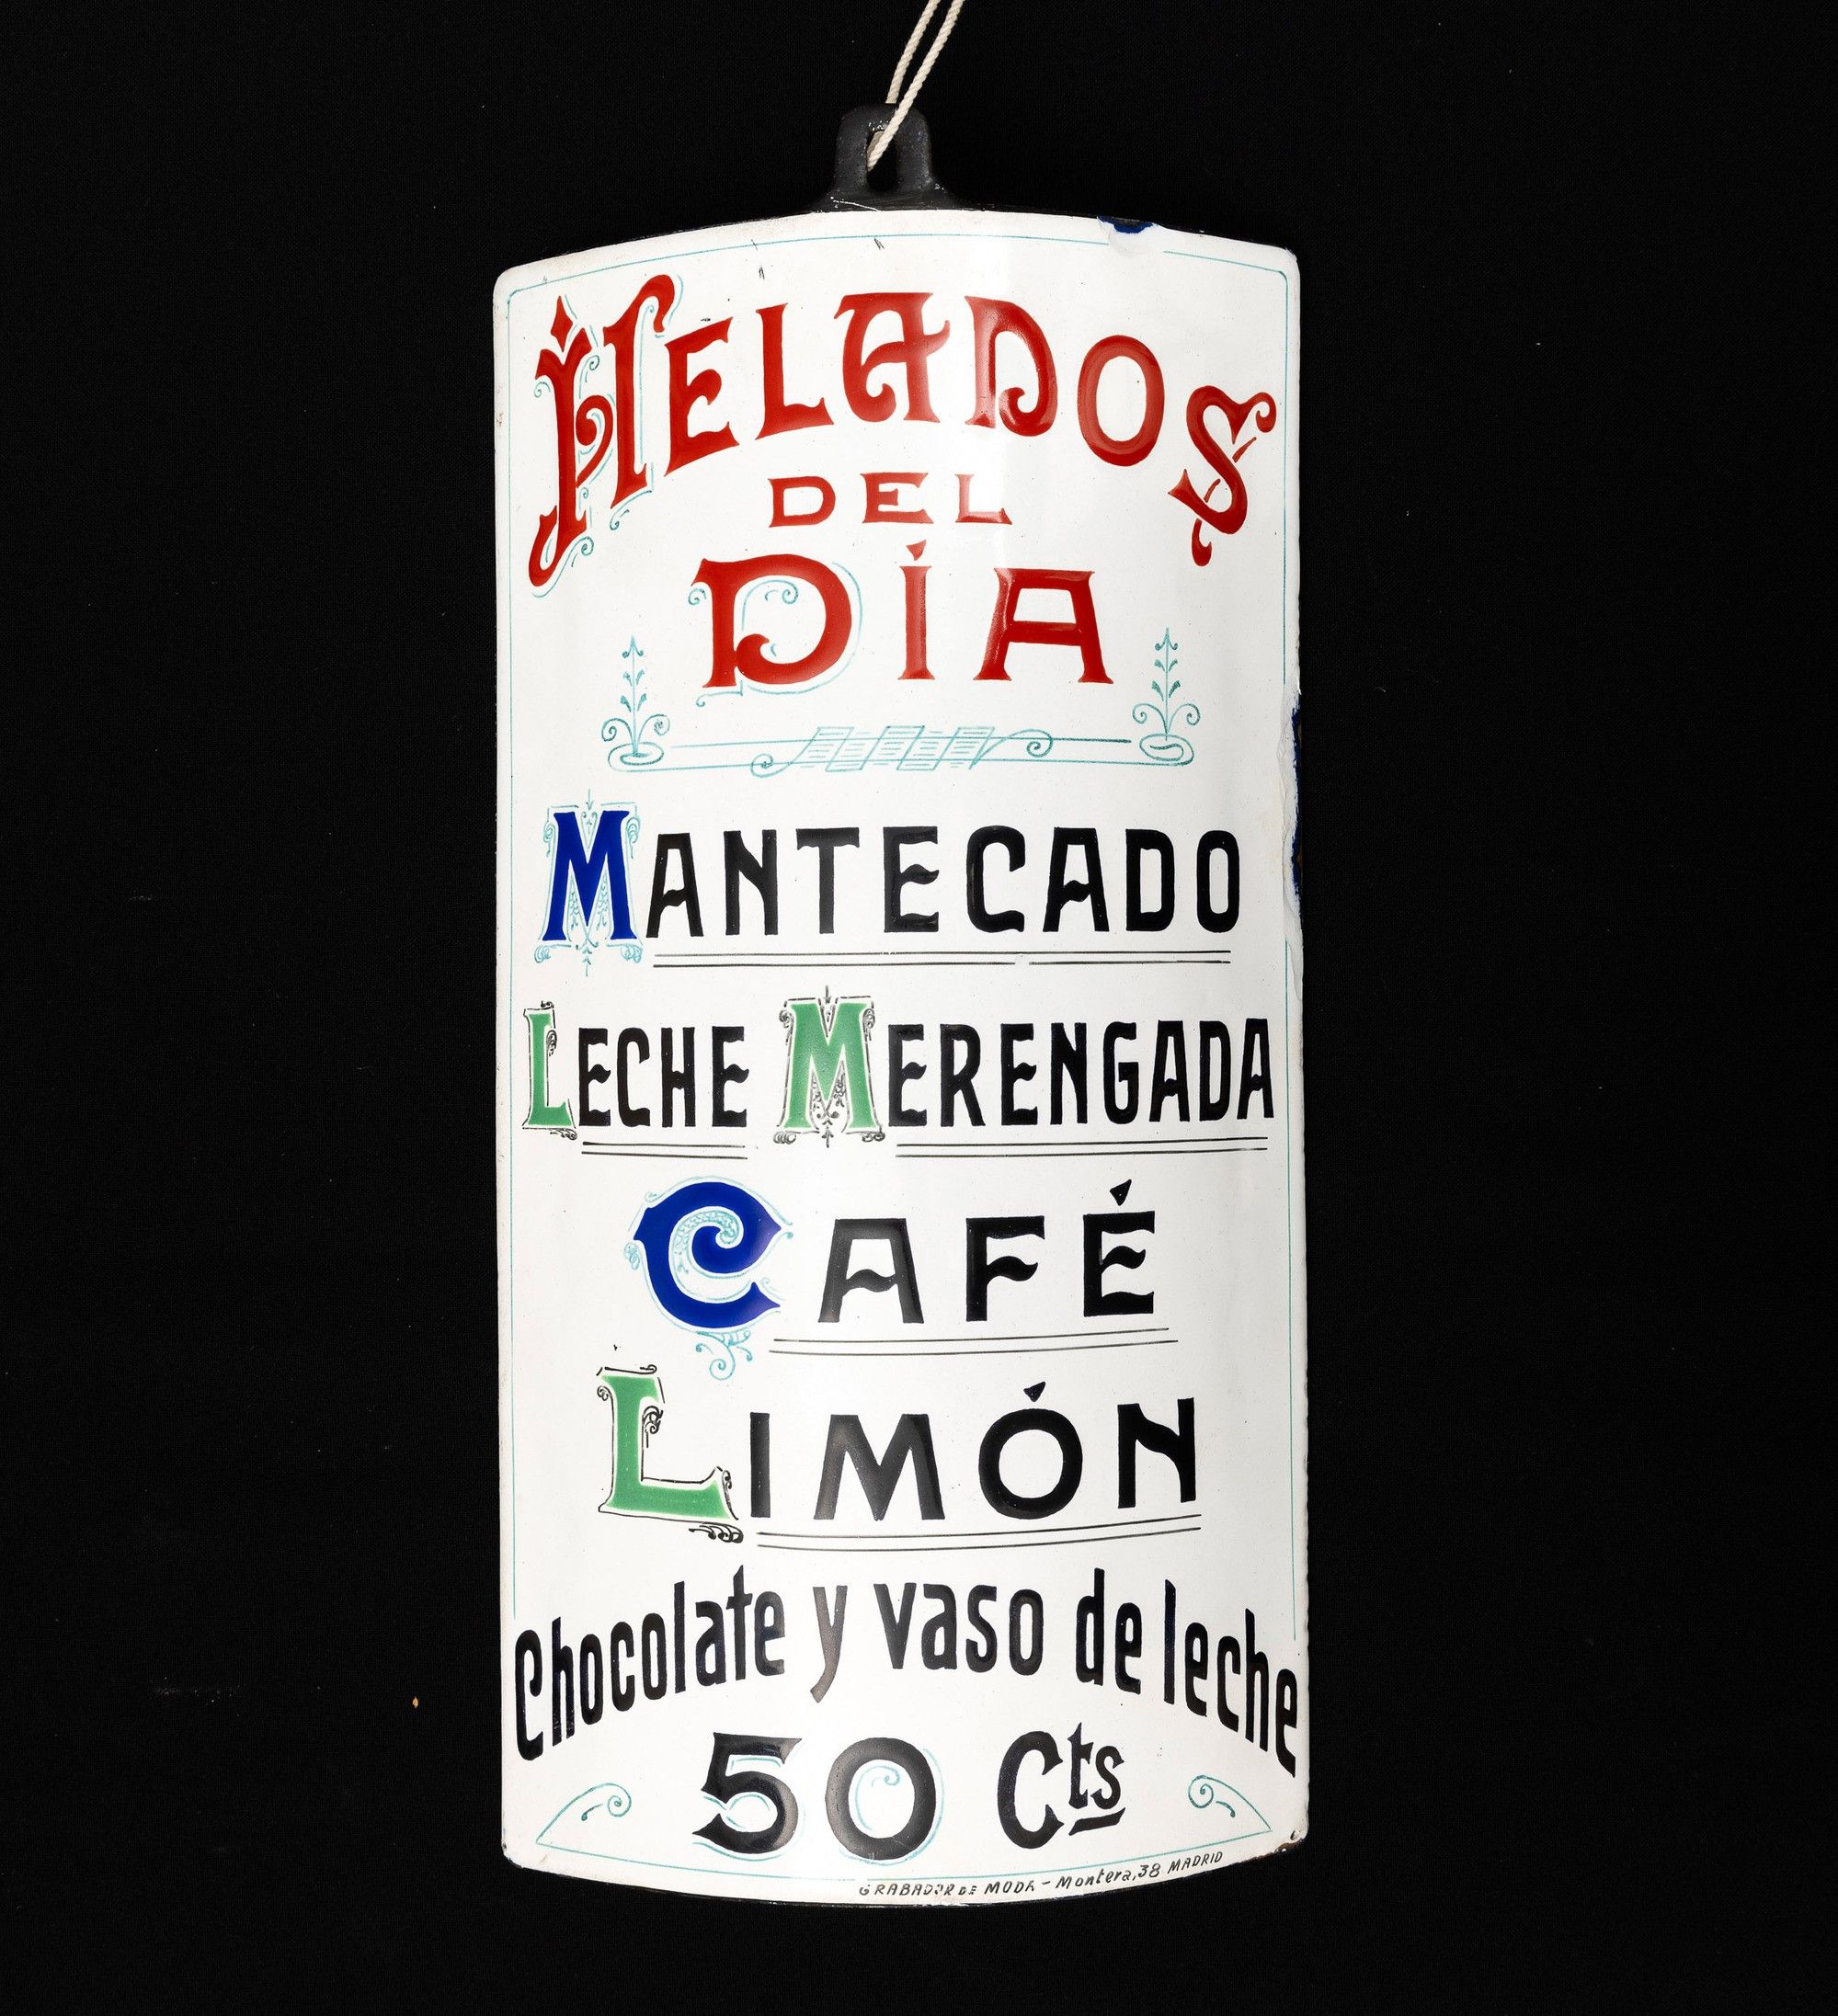 HELADOS
DEL
DÍA
MANTECADO
LECHE MERENGADA
CAFÉ
LIMÓN
Chocolate y vaso de leche
50 Cts
GRABADOR DE MODA - Montera, 38 MADRID